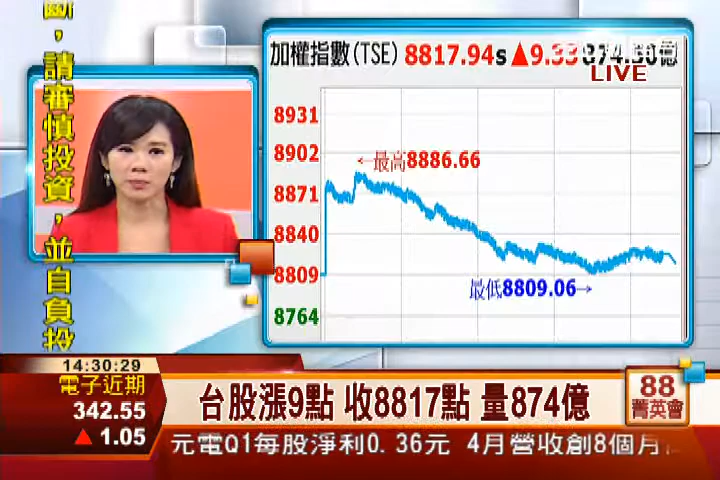 斷，請審慎投資，並自負投
加權指數(TSE) 8817.94s ▲9.33 874.30億
LIVE
8931
8902
←最高8886.66
8871
8840
8809
最低8809.06→
8764
14:30:29
電子近期
342.55
▲ 1.05
台股漲9點 收8817點 量874億
88
菁英會
元電Q1每股淨利0.36元 4月營收創8個月